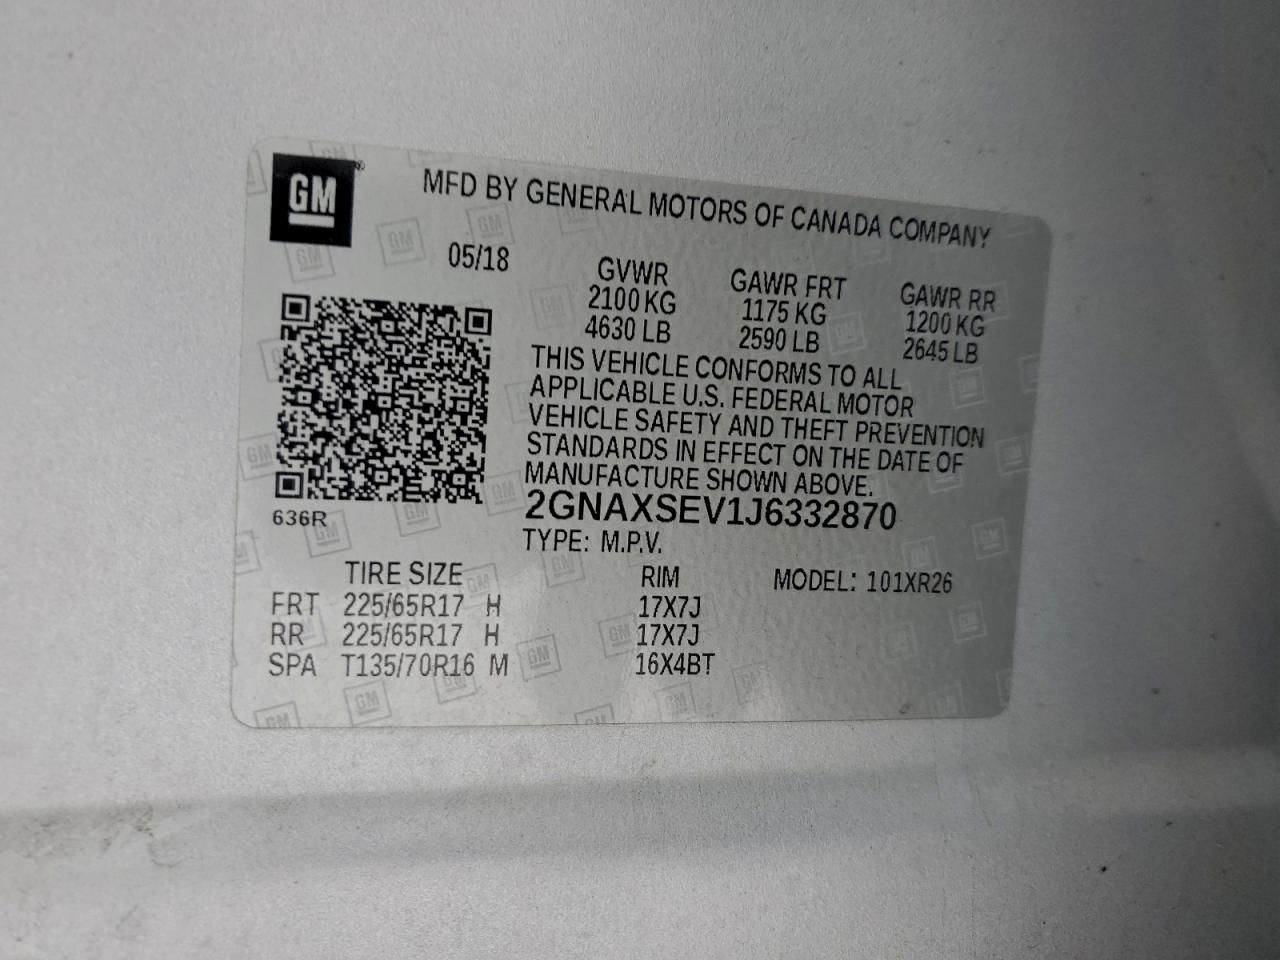 GM®
MFD BY GENERAL MOTORS OF CANADA COMPANY
05/18
GVWR GAWR FRT GAWR RR
2100 KG 1175 KG 1200 KG
4630 LB 2590 LB 2645 LB
THIS VEHICLE CONFORMS TO ALL
APPLICABLE U.S. FEDERAL MOTOR
VEHICLE SAFETY AND THEFT PREVENTION
STANDARDS IN EFFECT ON THE DATE OF
MANUFACTURE SHOWN ABOVE.
2GNAXSEV1J6332870
636R
TYPE: M.P.V.
TIRE SIZE RIM MODEL: 101XR26
FRT 225/65R17 H 17X7J
RR 225/65R17 H 17X7J
SPA T135/70R16 M 16X4BT